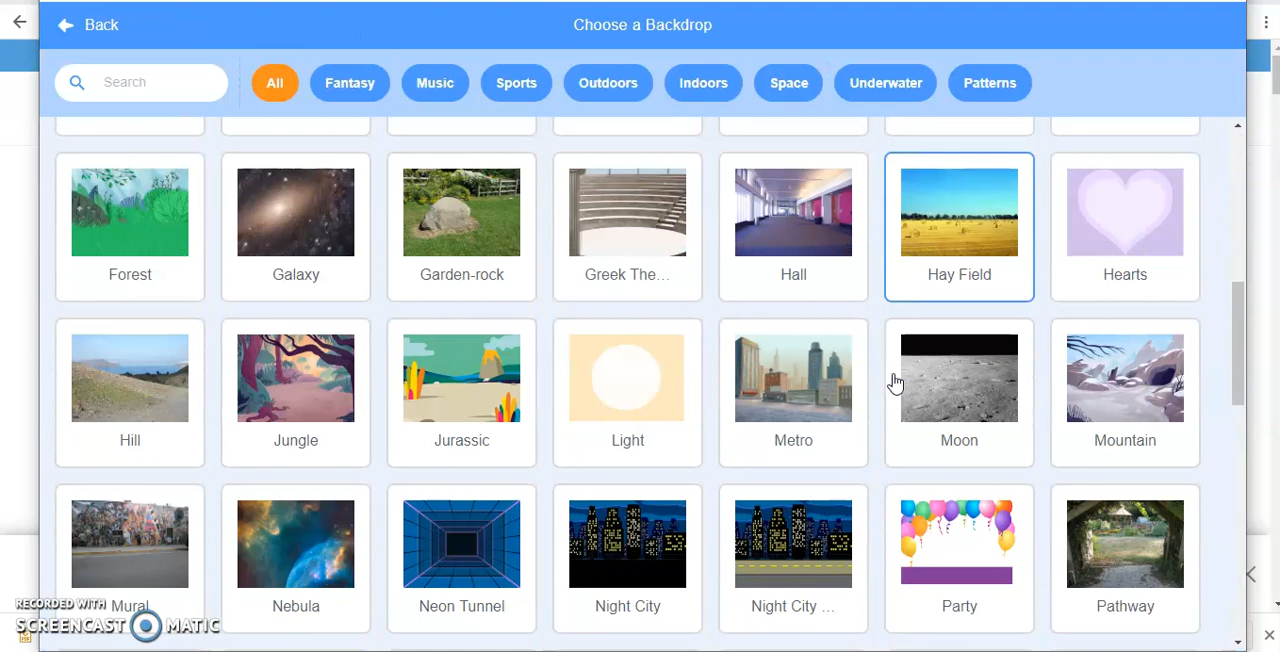 Back
Choose a Backdrop
Search
All
Fantasy
Music
Sports
Outdoors
Indoors
Space
Underwater
Patterns
Forest
Galaxy
Garden-rock
Greek The...
Hall
Hay Field
Hearts
Hill
Jungle
Jurassic
Light
Metro
Moon
Mountain
Mural
Nebula
Neon Tunnel
Night City
Night City ...
Party
Pathway
RECORDED WITH
SCREENCAST MATIC